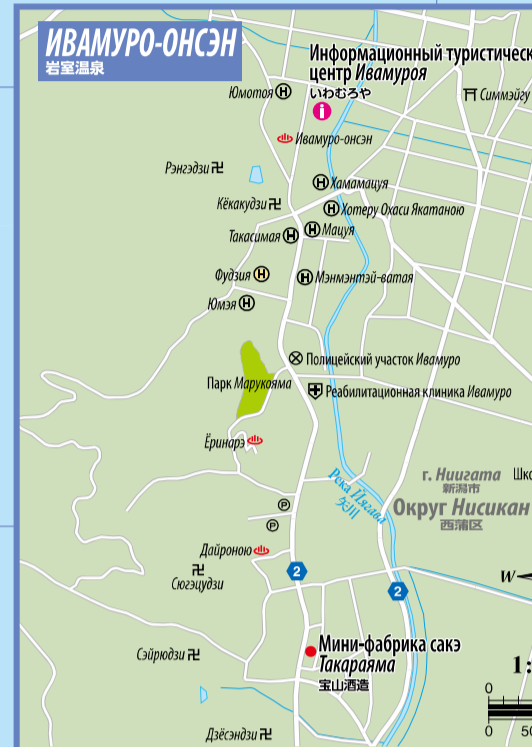 ИВАМУРО-ОНСЭН
岩室温泉
Информационный туристическ
центр Ивамуроя
いわむろや
Юмотоя H
Симмэйгу
Ивамуро-онсэн
Рэнгэдзи
H Хамамацуя
Кёкакудзи
H Хотеру Охаси Якатаною
Такасимая H
H Мацуя
Фудзия H
H Мэнмэнтэй-ватая
Юмэя H
Полицейский участок Ивамуро
Парк Марукояма
Реабилитационная клиника Ивамуро
Ёринарэ
г. Ниигата
新潟市
Шко
Река Йягава
矢川
Округ Нисикан
西蒲区
P
P
Дайроною
Сюгэцудзи
2
2
W
Сэйрюдзи
Мини-фабрика сакэ
Такараяма
宝山酒造
1:
0
0
50
Дзёсэндзи